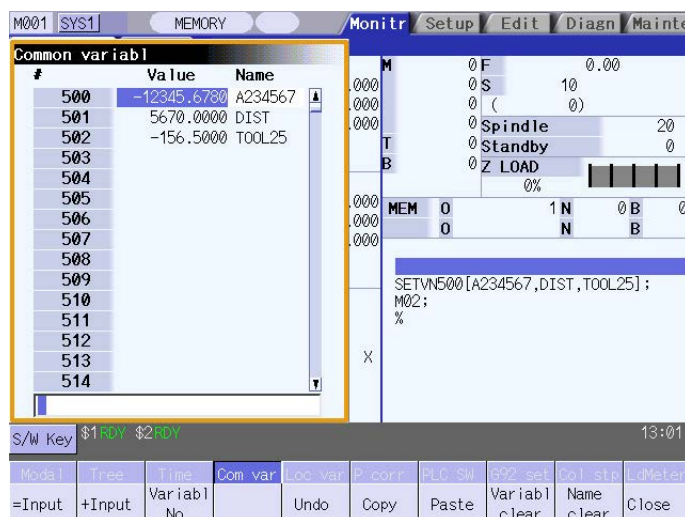 M001 SYS1 MEMORY Monitr Setup Edit Diagn Mainte
Common variabl
# Value Name
500 -12345.6780 A234567
501 5670.0000 DIST
502 -156.5000 TOOL25
503
504
505
506
507
508
509
510
511
512
513
514
.000
.000
.000
.000
.000
.000
X
M 0 F 0.00
0 S 10
0 ( 0)
0 Spindle 20
T 0 Standby 0
B 0 Z LOAD
0%
MEM O 1 N 0 B 0
O N B
SETVN500[A234567,DIST,TOOL25];
M02;
%
S/W Key $1 RDY $2 RDY 13:01
Modal Tree Time Com var Loc var P corr PLC SW G92 set Col stp LdMeter
=Input +Input Variabl No. Undo Copy Paste Variabl clear Name clear Close